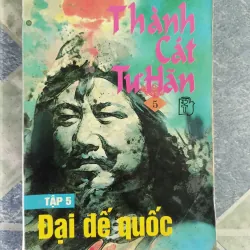 Thành
Cát
Tư Hãn
5
TẬP 5
Đại đế quốc